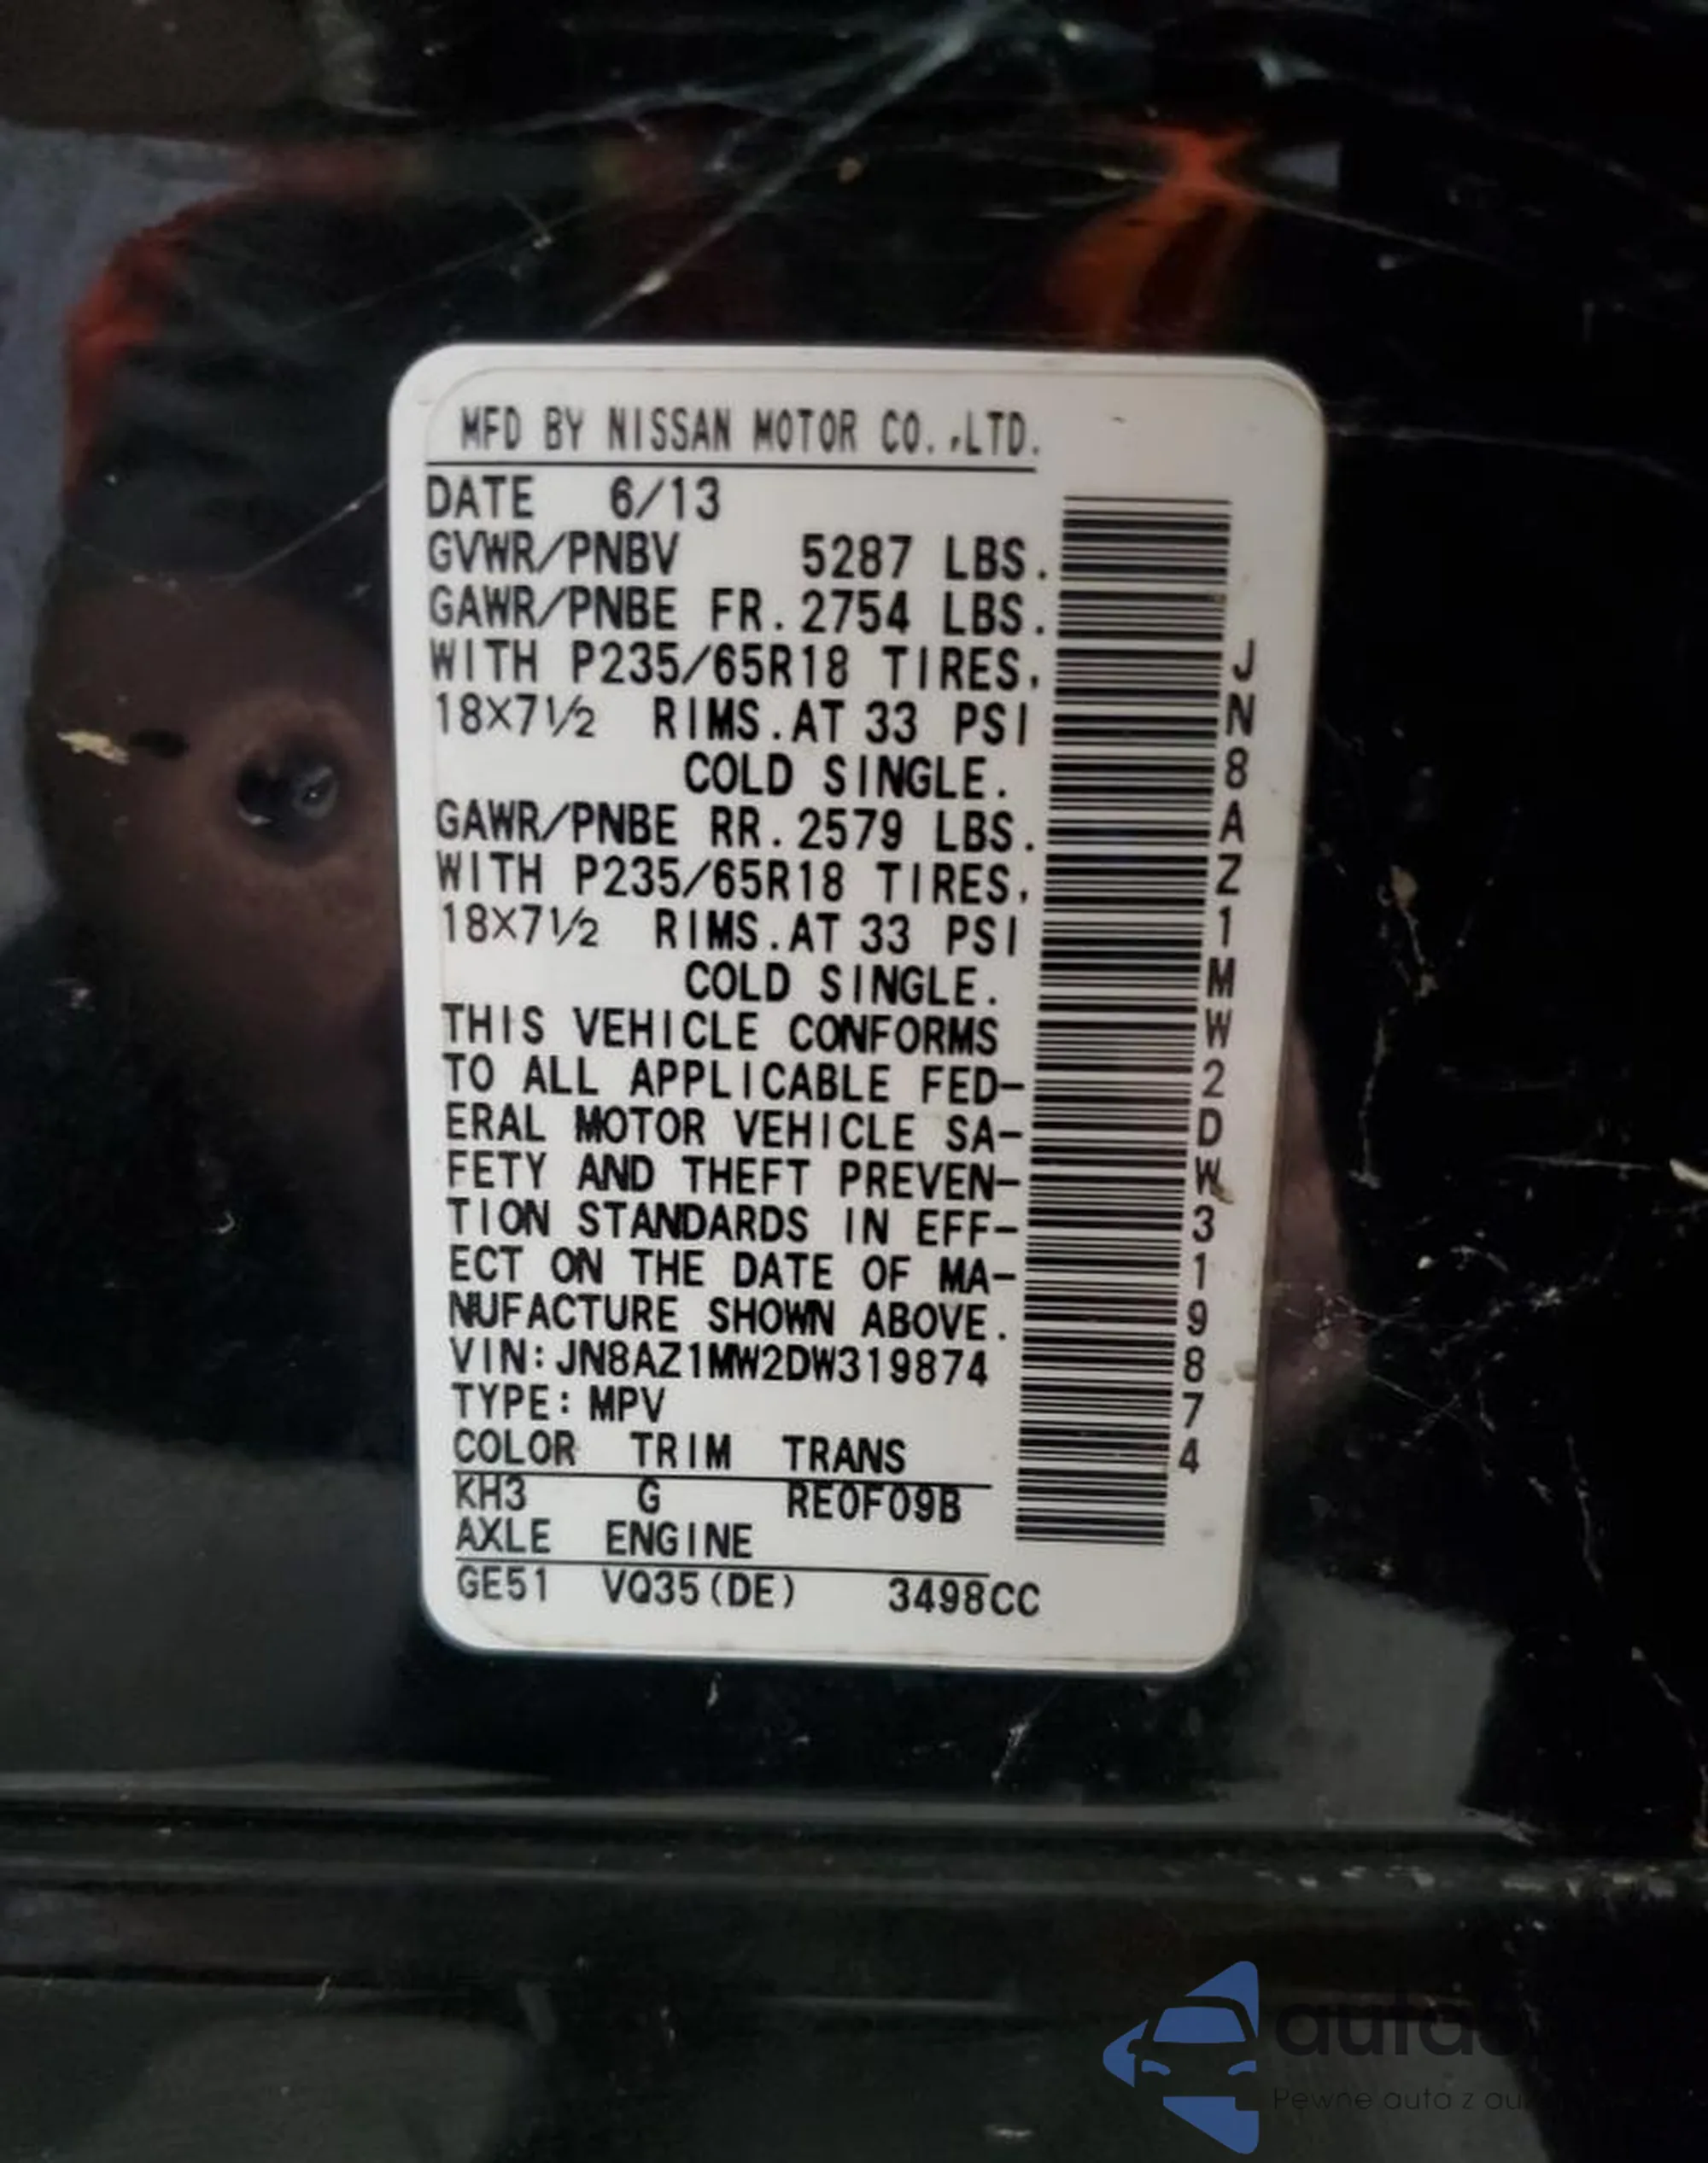 MFD BY NISSAN MOTOR CO.,LTD.
DATE 6/13
GVWR/PNBV 5287 LBS.
GAWR/PNBE FR. 2754 LBS.
WITH P235/65R18 TIRES,
18X7½ RIMS.AT 33 PSI
COLD SINGLE.
GAWR/PNBE RR. 2579 LBS.
WITH P235/65R18 TIRES,
18X7½ RIMS.AT 33 PSI
COLD SINGLE.
THIS VEHICLE CONFORMS
TO ALL APPLICABLE FED-
ERAL MOTOR VEHICLE SA-
FETY AND THEFT PREVEN-
TION STANDARDS IN EFF-
ECT ON THE DATE OF MA-
NUFACTURE SHOWN ABOVE.
VIN:JN8AZ1MW2DW319874
TYPE:MPV
COLOR TRIM TRANS
KH3 G RE0F09B
AXLE ENGINE
GE51 VQ35(DE) 3498CC
JN8AZ1MW2DW319874
Pewne auta z